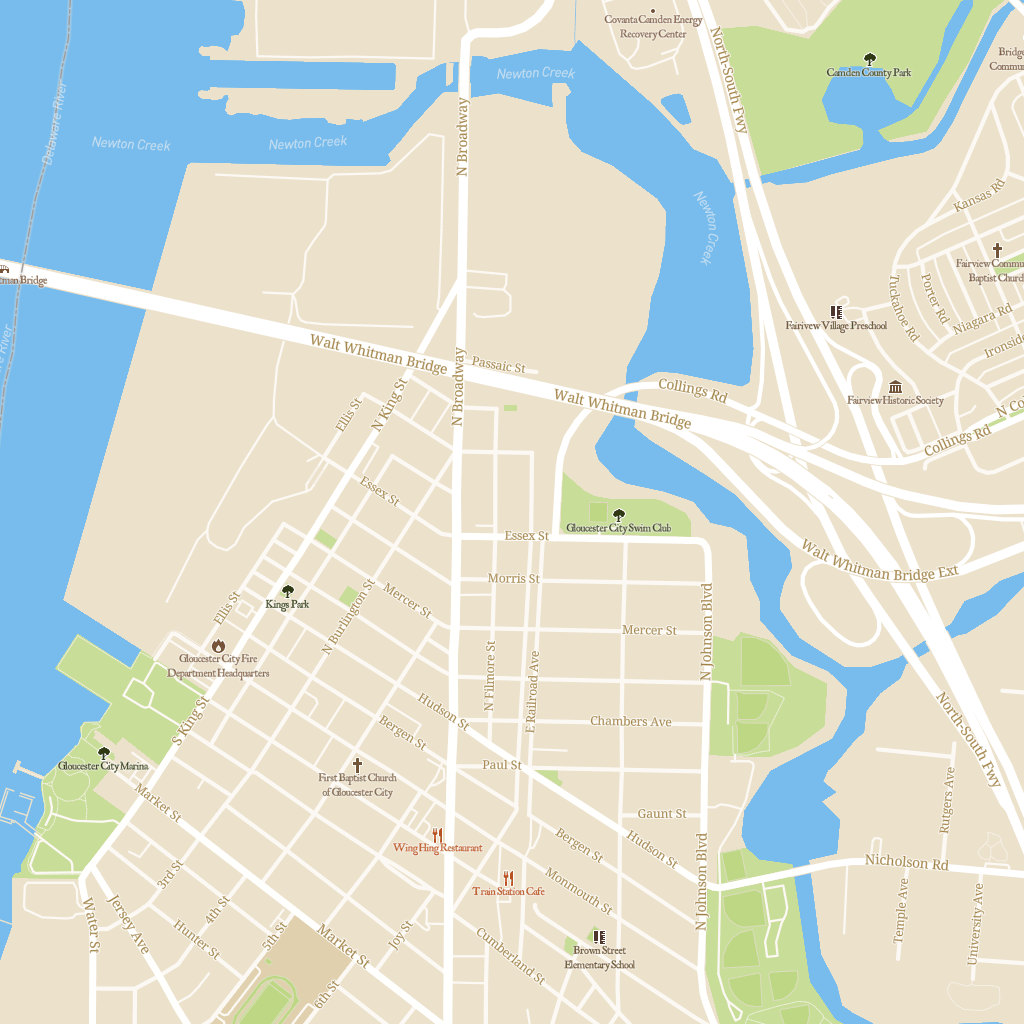 Covanta Camden Energy
Recovery Center
North-South Fwy
Camden County Park
Newton Creek
Newton Creek
Newton Creek
Delaware River
N Broadway
Kansas Rd
Newton Creek
Fairview
Baptist Church
tman Bridge
Tuckahoe Rd
Porter Rd
Niagara Rd
Fairivew Village Preschool
Walt Whitman Bridge
Passaic St
N Broadway
Collings Rd
Walt Whitman Bridge
Fairview Historic Society
N King St
Ellis St
Collings Rd
Essex St
Gloucester City Swim Club
Essex St
Walt Whitman Bridge Ext
Morris St
Kings Park
Ellis St
N Burlington St
Mercer St
Mercer St
N Johnson Blvd
Gloucester City Fire
Department Headquarters
N Filmore St
E Railroad Ave
S King St
Hudson St
Bergen St
Chambers Ave
North-South Fwy
Gloucester City Marina
Paul St
First Baptist Church
of Gloucester City
Market St
Gaunt St
Rutgers Ave
Wing Hing Restaurant
Bergen St
Hudson St
Nicholson Rd
3rd St
Train Station Cafe
Monmouth St
N Johnson Blvd
Temple Ave
University Ave
Water St
Jersey Ave
4th St
Hunter St
5th St
Market St
Joy St
Cumberland St
Brown Street
Elementary School
6th St